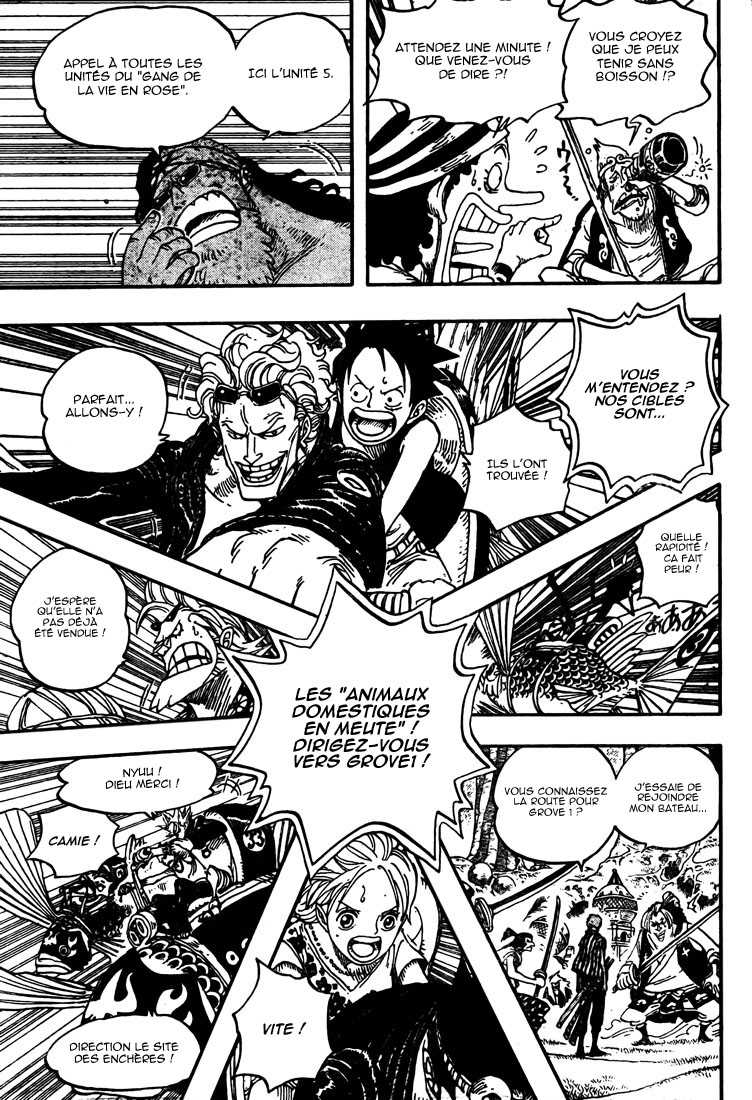 VOUS CROYEZ
QUE JE PEUX
TENIR SANS
BOISSON !?
ATTENDEZ UNE MINUTE !
QUE VENEZ-VOUS
DE DIRE ?!
ICI L'UNITÉ 5.
APPEL À TOUTES LES
UNITÉS DU "GANG DE
LA VIE EN ROSE".
VOUS
M'ENTENDEZ ?
NOS CIBLES
SONT...
ILS L'ONT
TROUVÉE !
PARFAIT...
ALLONS-Y !
QUELLE
RAPIDITÉ !
ÇA FAIT
PEUR !
J'ESPÈRE
QU'ELLE N'A
PAS DÉJÀ
ÉTÉ VENDUE !
LES "ANIMAUX
DOMESTIQUES
EN MEUTE" !
DIRIGEZ-VOUS
VERS GROVE1 !
J'ESSAIE DE
REJOINDRE
MON BATEAU...
VOUS CONNAISSEZ
LA ROUTE POUR
GROVE 1 ?
NYUU !
DIEU MERCI !
CAMIE !
VITE !
DIRECTION LE SITE
DES ENCHÈRES !